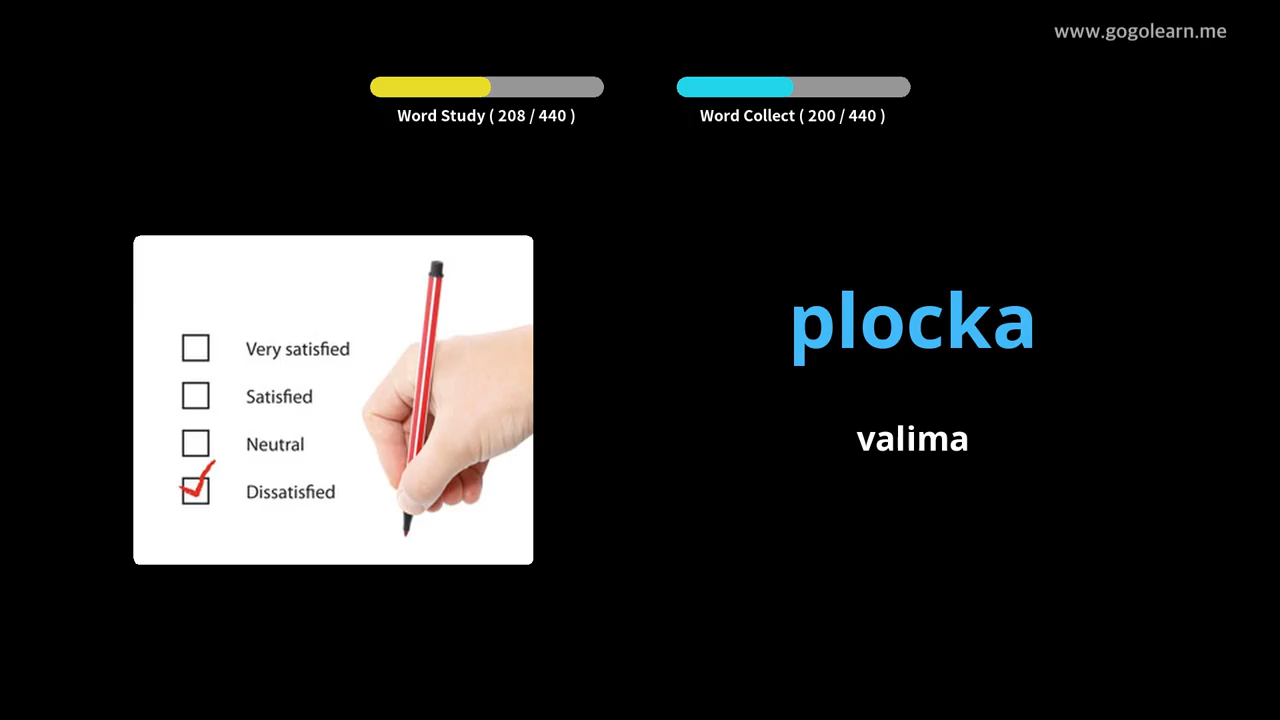 www.gogolearn.me
Word Study ( 208 / 440 )
Word Collect ( 200 / 440 )
Very satisfied
Satisfied
Neutral
Dissatisfied
plocka
valima